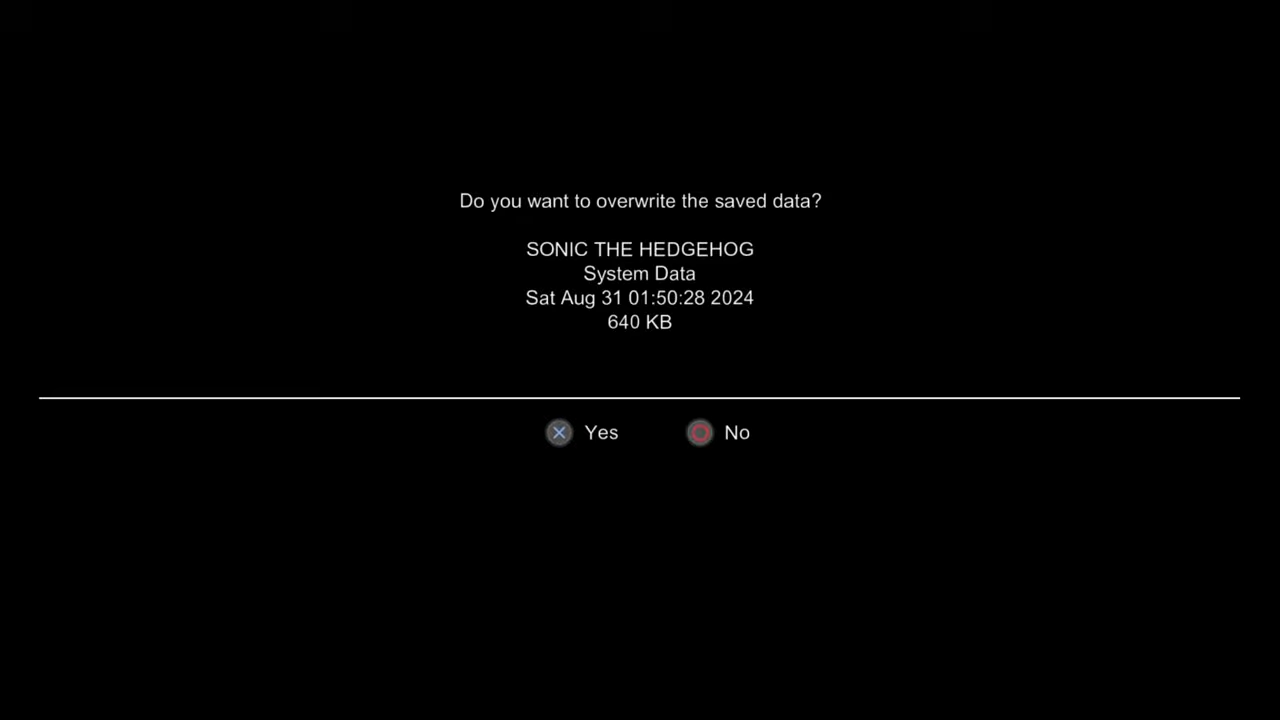 Do you want to overwrite the saved data?
SONIC THE HEDGEHOG
System Data
Sat Aug 31 01:50:28 2024
640 KB
Yes No